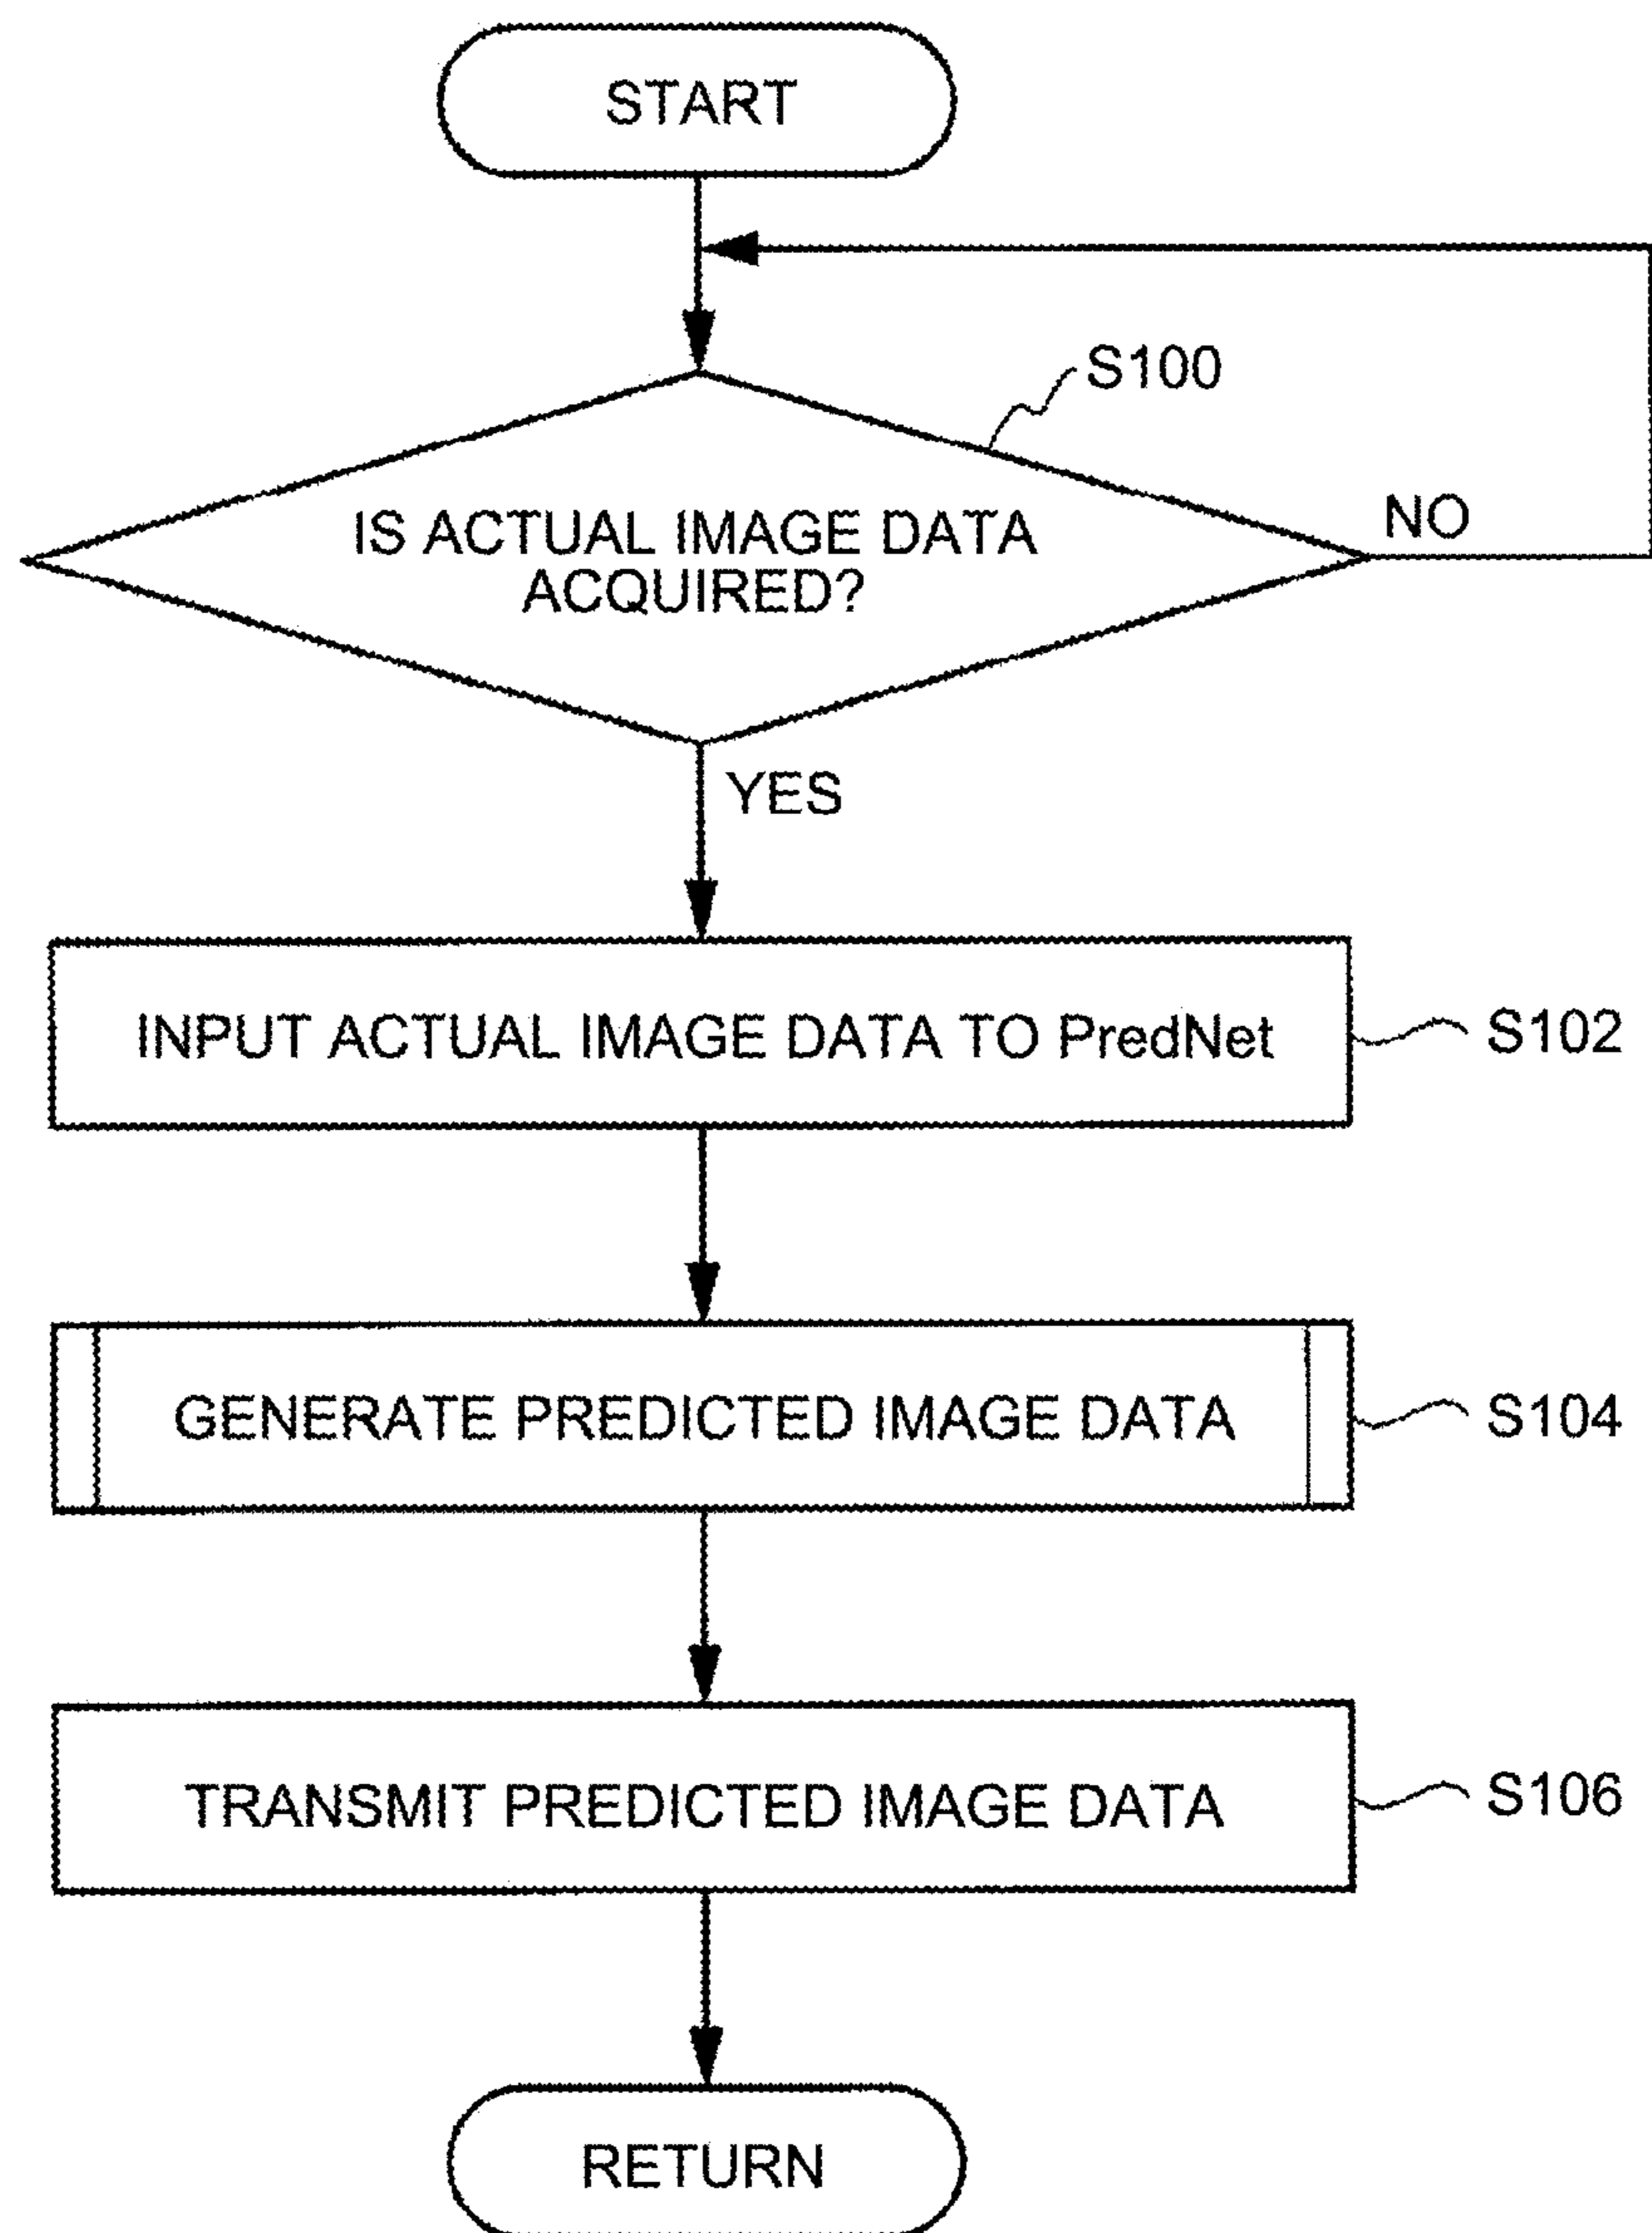 START
S100
IS ACTUAL IMAGE DATA
ACQUIRED?
NO
YES
INPUT ACTUAL IMAGE DATA TO PredNet
S102
GENERATE PREDICTED IMAGE DATA
S104
TRANSMIT PREDICTED IMAGE DATA
S106
RETURN